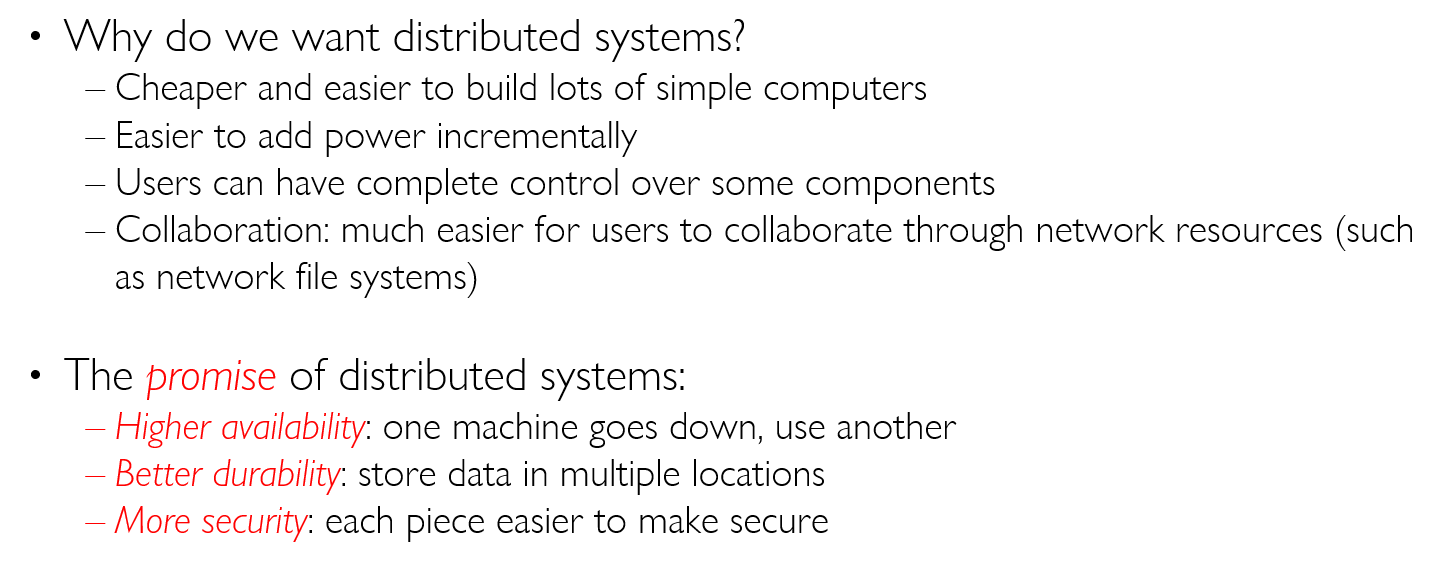 • Why do we want distributed systems?
– Cheaper and easier to build lots of simple computers
– Easier to add power incrementally
– Users can have complete control over some components
– Collaboration: much easier for users to collaborate through network resources (such
as network file systems)
• The promise of distributed systems:
– Higher availability: one machine goes down, use another
– Better durability: store data in multiple locations
– More security: each piece easier to make secure